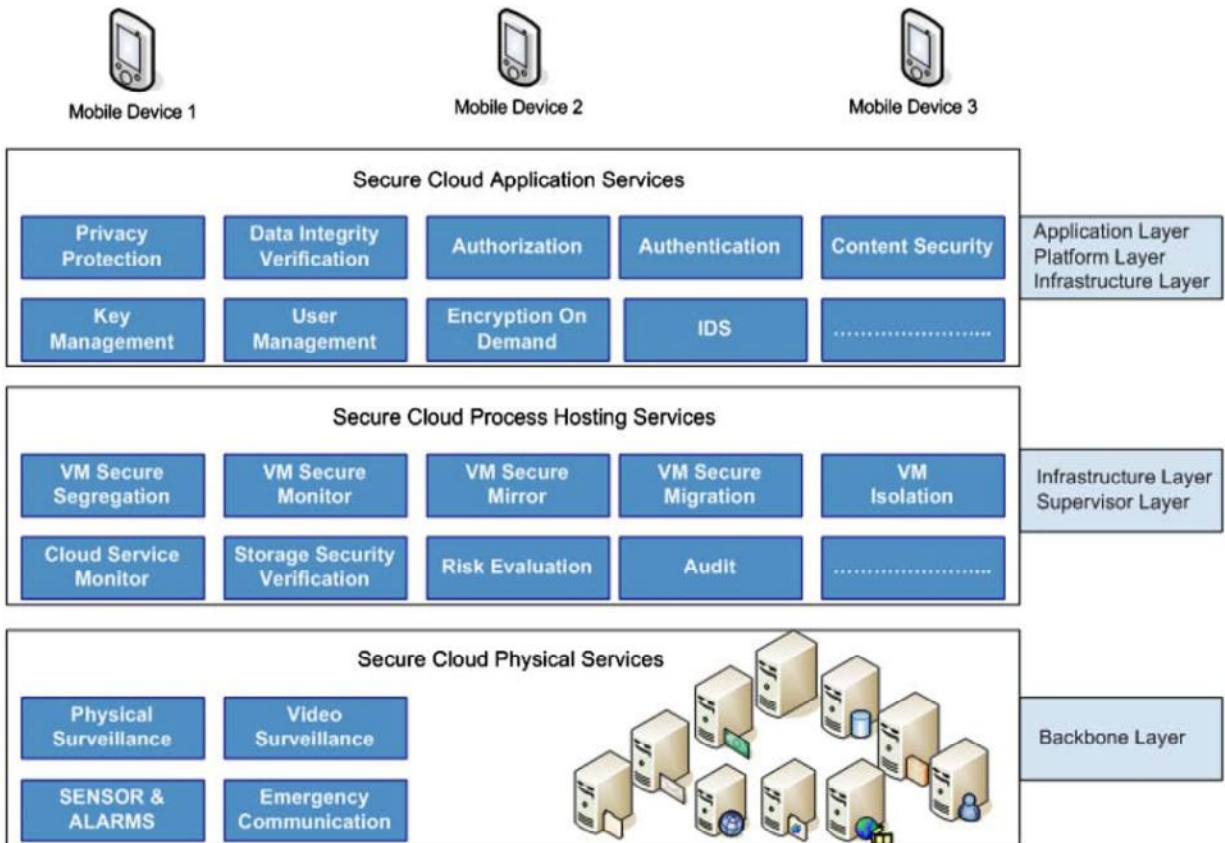 Mobile Device 1
Mobile Device 2
Mobile Device 3
Secure Cloud Application Services
Privacy
Protection
Data Integrity
Verification
Authorization
Authentication
Content Security
Key
Management
User
Management
Encryption On
Demand
IDS
........................
Application Layer
Platform Layer
Infrastructure Layer
Secure Cloud Process Hosting Services
VM Secure
Segregation
VM Secure
Monitor
VM Secure
Mirror
VM Secure
Migration
VM
Isolation
Cloud Service
Monitor
Storage Security
Verification
Risk Evaluation
Audit
........................
Infrastructure Layer
Supervisor Layer
Secure Cloud Physical Services
Physical
Surveillance
Video
Surveillance
SENSOR &
ALARMS
Emergency
Communication
Backbone Layer